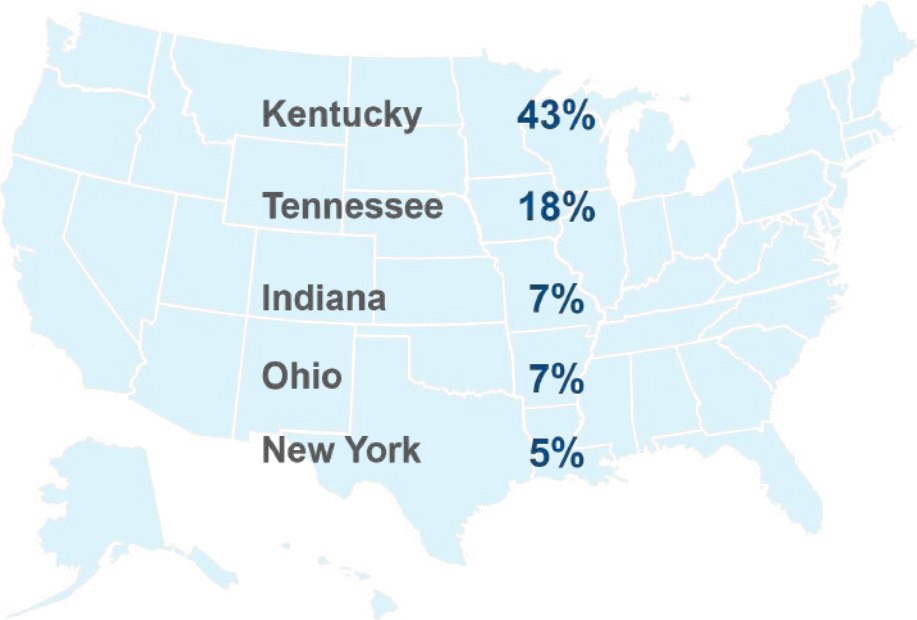 Kentucky 43%
Tennessee 18%
Indiana 7%
Ohio 7%
New York 5%